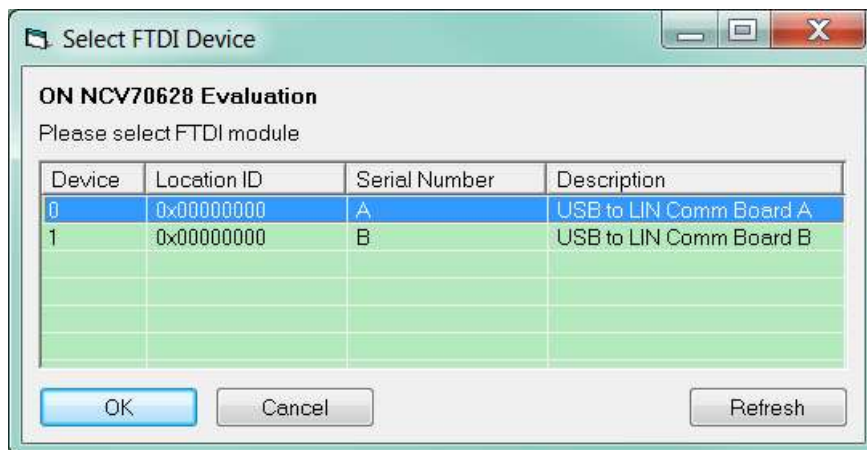 Select FTDI Device
ON NCV70628 Evaluation
Please select FTDI module
Device Location ID Serial Number Description
0 0x00000000 A USB to LIN Comm Board A
1 0x00000000 B USB to LIN Comm Board B
OK Cancel Refresh